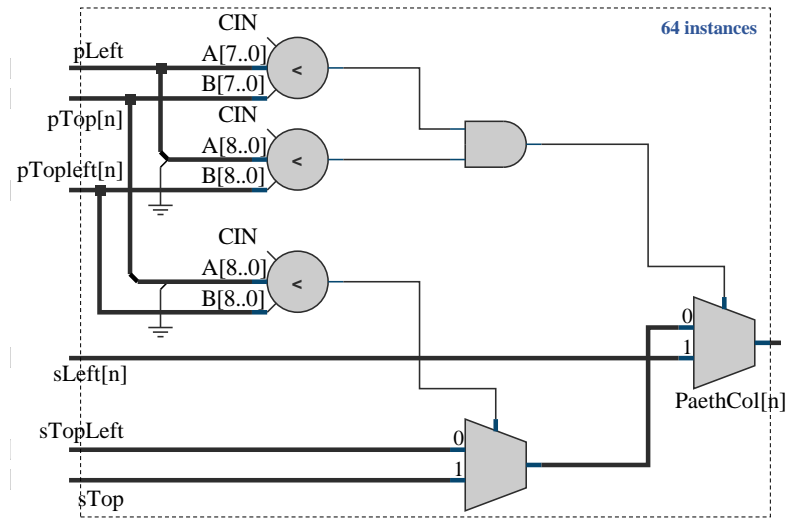 CIN
64 instances
pLeft
A[7..0]
<
B[7..0]
pTop[n]
CIN
A[8..0]
<
pTopleft[n]
B[8..0]
CIN
A[8..0]
<
B[8..0]
0
1
sLeft[n]
PaethCol[n]
sTopLeft
0
1
sTop